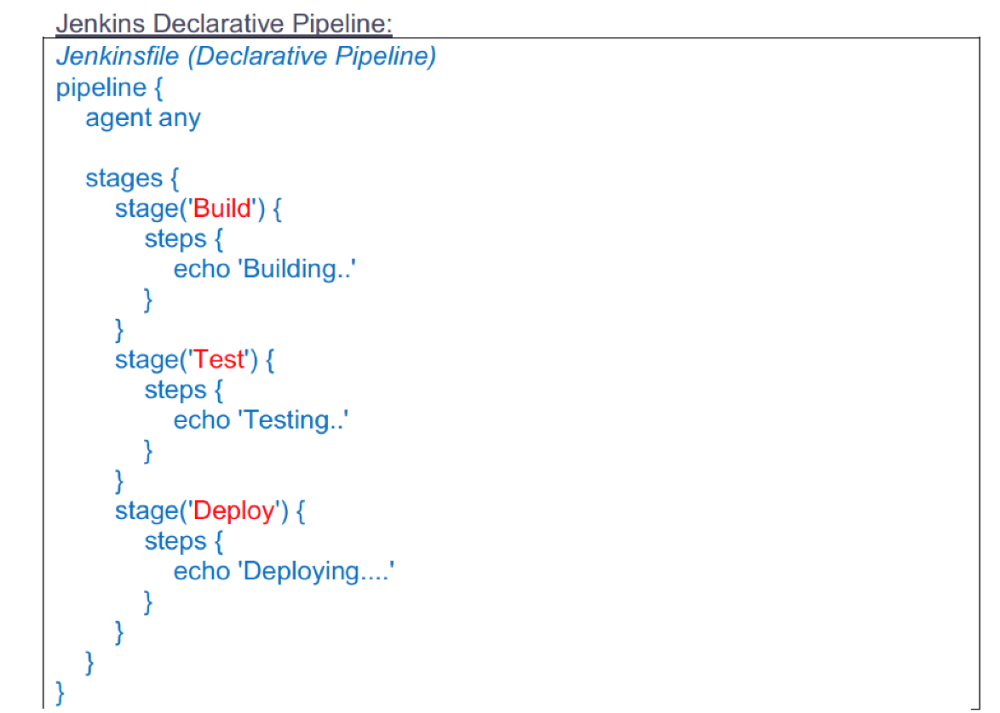 Jenkins Declarative Pipeline:
Jenkinsfile (Declarative Pipeline)
pipeline {
agent any
stages {
stage('Build') {
steps {
echo 'Building..'
}
}
stage('Test') {
steps {
echo 'Testing..'
}
}
stage('Deploy') {
steps {
echo 'Deploying....'
}
}
}
}